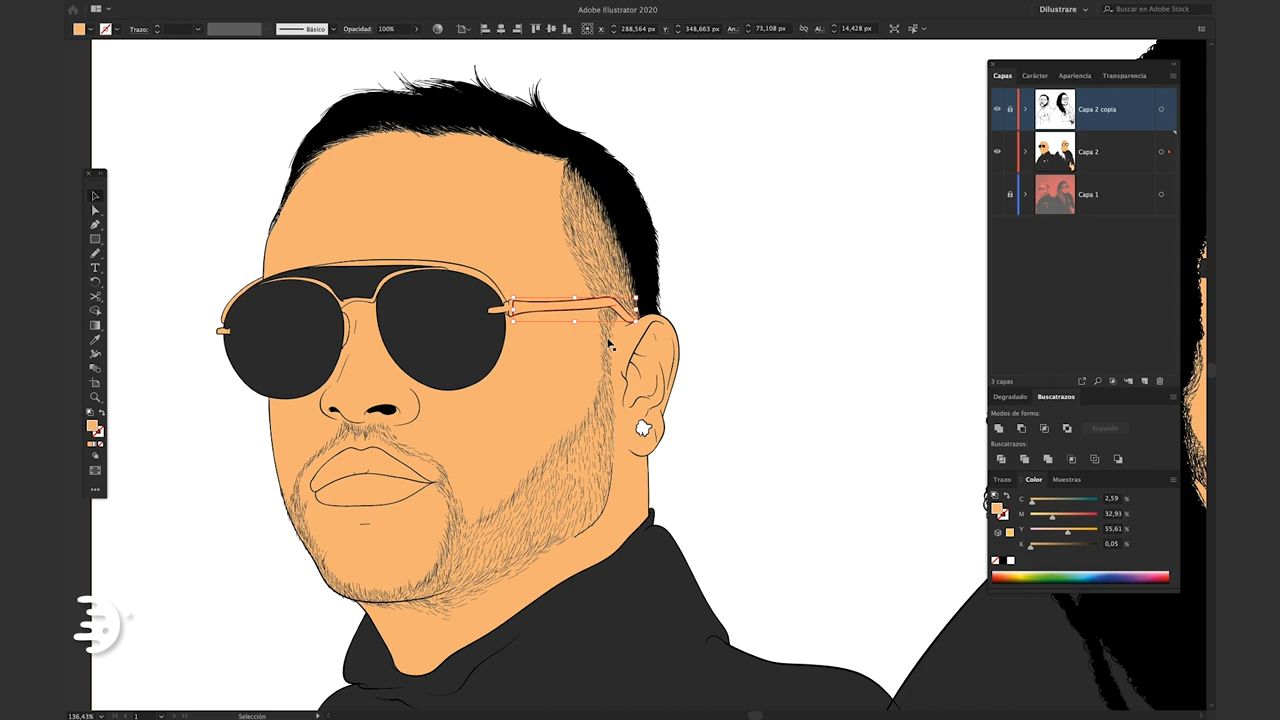 Adobe Illustrator 2020
Dilustrare
Buscar en Adobe Stock
Trazo:
Básico
Opacidad: 100%
X: 288,564 px
Y: 348,663 px
An.: 73,108 px
Al.: 14,428 px
Capas
Carácter
Apariencia
Transparencia
Capa 2 copia
Capa 2
Capa 1
3 capas
Degradado
Buscatrazos
Modos de forma:
Expandir
Buscatrazos:
Trazo
Color
Muestras
C 2,59 %
M 32,93 %
Y 55,61 %
K 0,05 %
136,43%
1
Selección